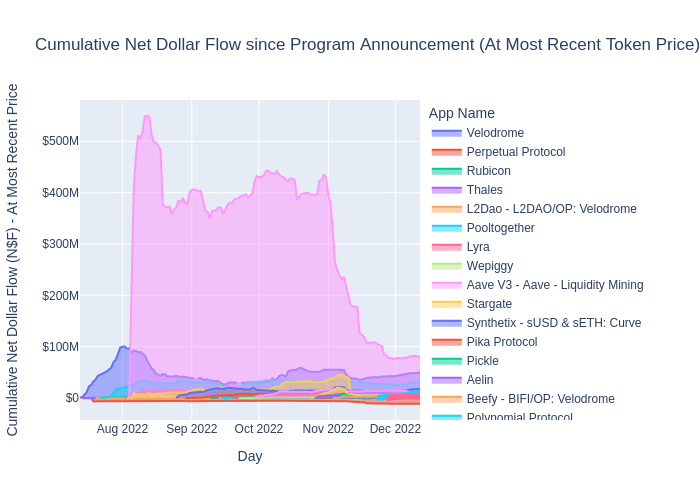 Cumulative Net Dollar Flow since Program Announcement (At Most Recent Token Price)
Cumulative Net Dollar Flow (N$F) - At Most Recent Price
$500M
$400M
$300M
$200M
$100M
$0
Aug 2022
Sep 2022
Oct 2022
Nov 2022
Dec 2022
Day
App Name
Velodrome
Perpetual Protocol
Rubicon
Thales
L2Dao - L2DAO/OP: Velodrome
Pooltogether
Lyra
Wepiggy
Aave V3 - Aave - Liquidity Mining
Stargate
Synthetix - sUSD & sETH: Curve
Pika Protocol
Pickle
Aelin
Beefy - BIFI/OP: Velodrome
Polynomial Protocol